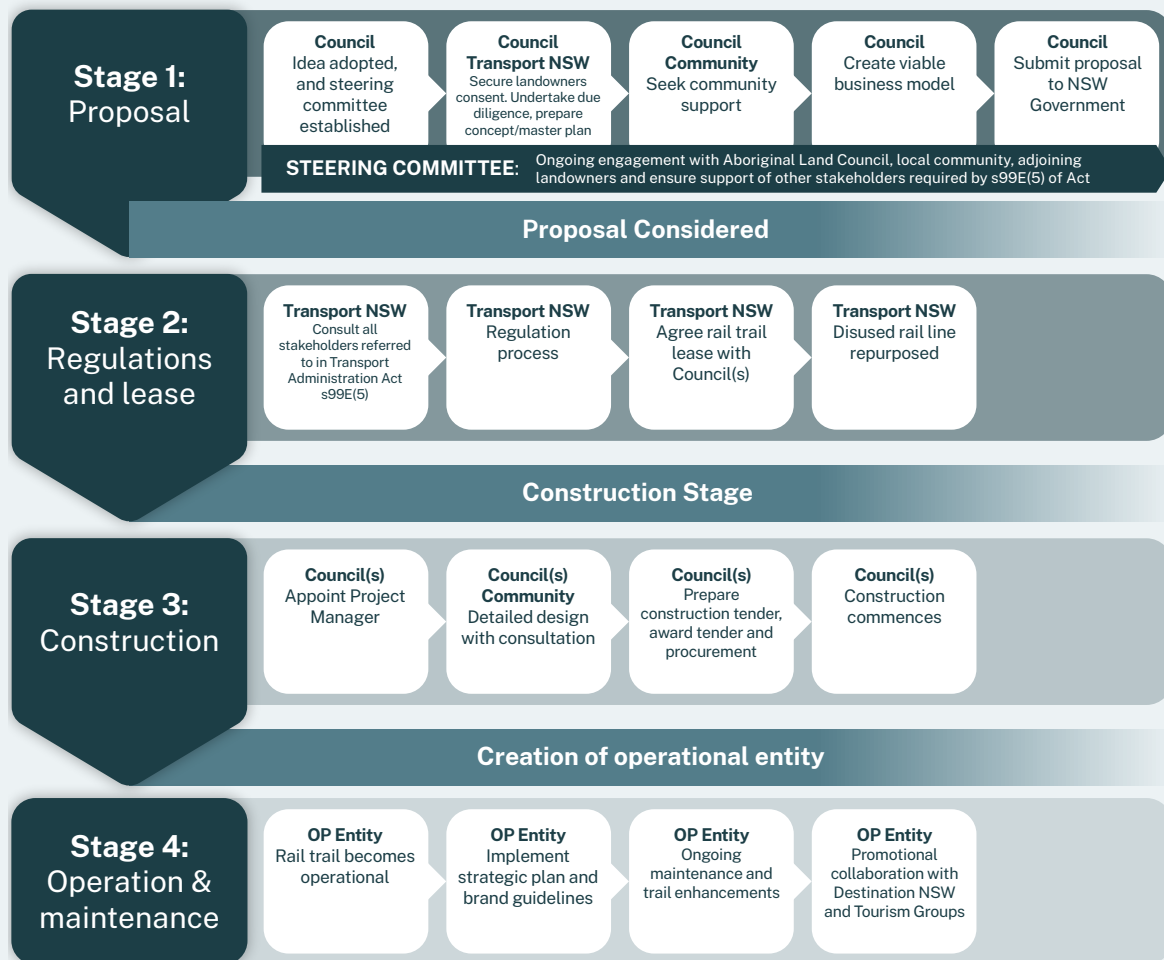 Stage 1:
Proposal
Council
Idea adopted,
and steering
committee
established
Council
Transport NSW
Secure landowners
consent. Undertake due
diligence, prepare
concept/master plan
Council
Community
Seek community
support
Council
Create viable
business model
Council
Submit proposal
to NSW
Government
STEERING COMMITTEE:
Ongoing engagement with Aboriginal Land Council, local community, adjoining
landowners and ensure support of other stakeholders required by s99E(5) of Act
Proposal Considered
Stage 2:
Regulations
and lease
Transport NSW
Consult all
stakeholders referred
to in Transport
Administration Act
s99E(5)
Transport NSW
Regulation
process
Transport NSW
Agree rail trail
lease with
Council(s)
Transport NSW
Disused rail line
repurposed
Construction Stage
Stage 3:
Construction
Council(s)
Appoint Project
Manager
Council(s)
Community
Detailed design
with consultation
Council(s)
Prepare
construction tender,
award tender and
procurement
Council(s)
Construction
commences
Creation of operational entity
Stage 4:
Operation &
maintenance
OP Entity
Rail trail becomes
operational
OP Entity
Implement
strategic plan and
brand guidelines
OP Entity
Ongoing
maintenance and
trail enhancements
OP Entity
Promotional
collaboration with
Destination NSW
and Tourism Groups